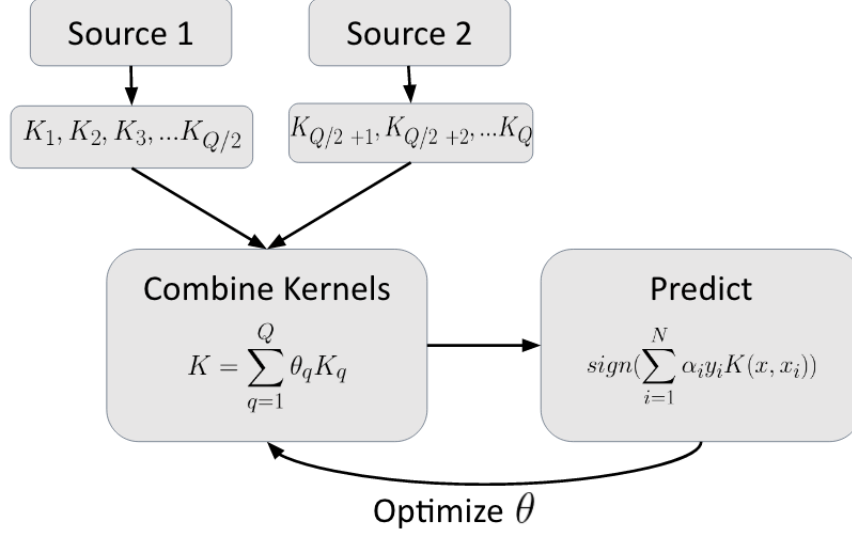 Source 1
Source 2
K_1, K_2, K_3, ...K_{Q/2}
K_{Q/2 +1}, K_{Q/2 +2}, ...K_Q
Combine Kernels
K = \sum_{q=1}^{Q} \theta_q K_q
Predict
sign(\sum_{i=1}^{N} \alpha_i y_i K(x, x_i))
Optimize θ